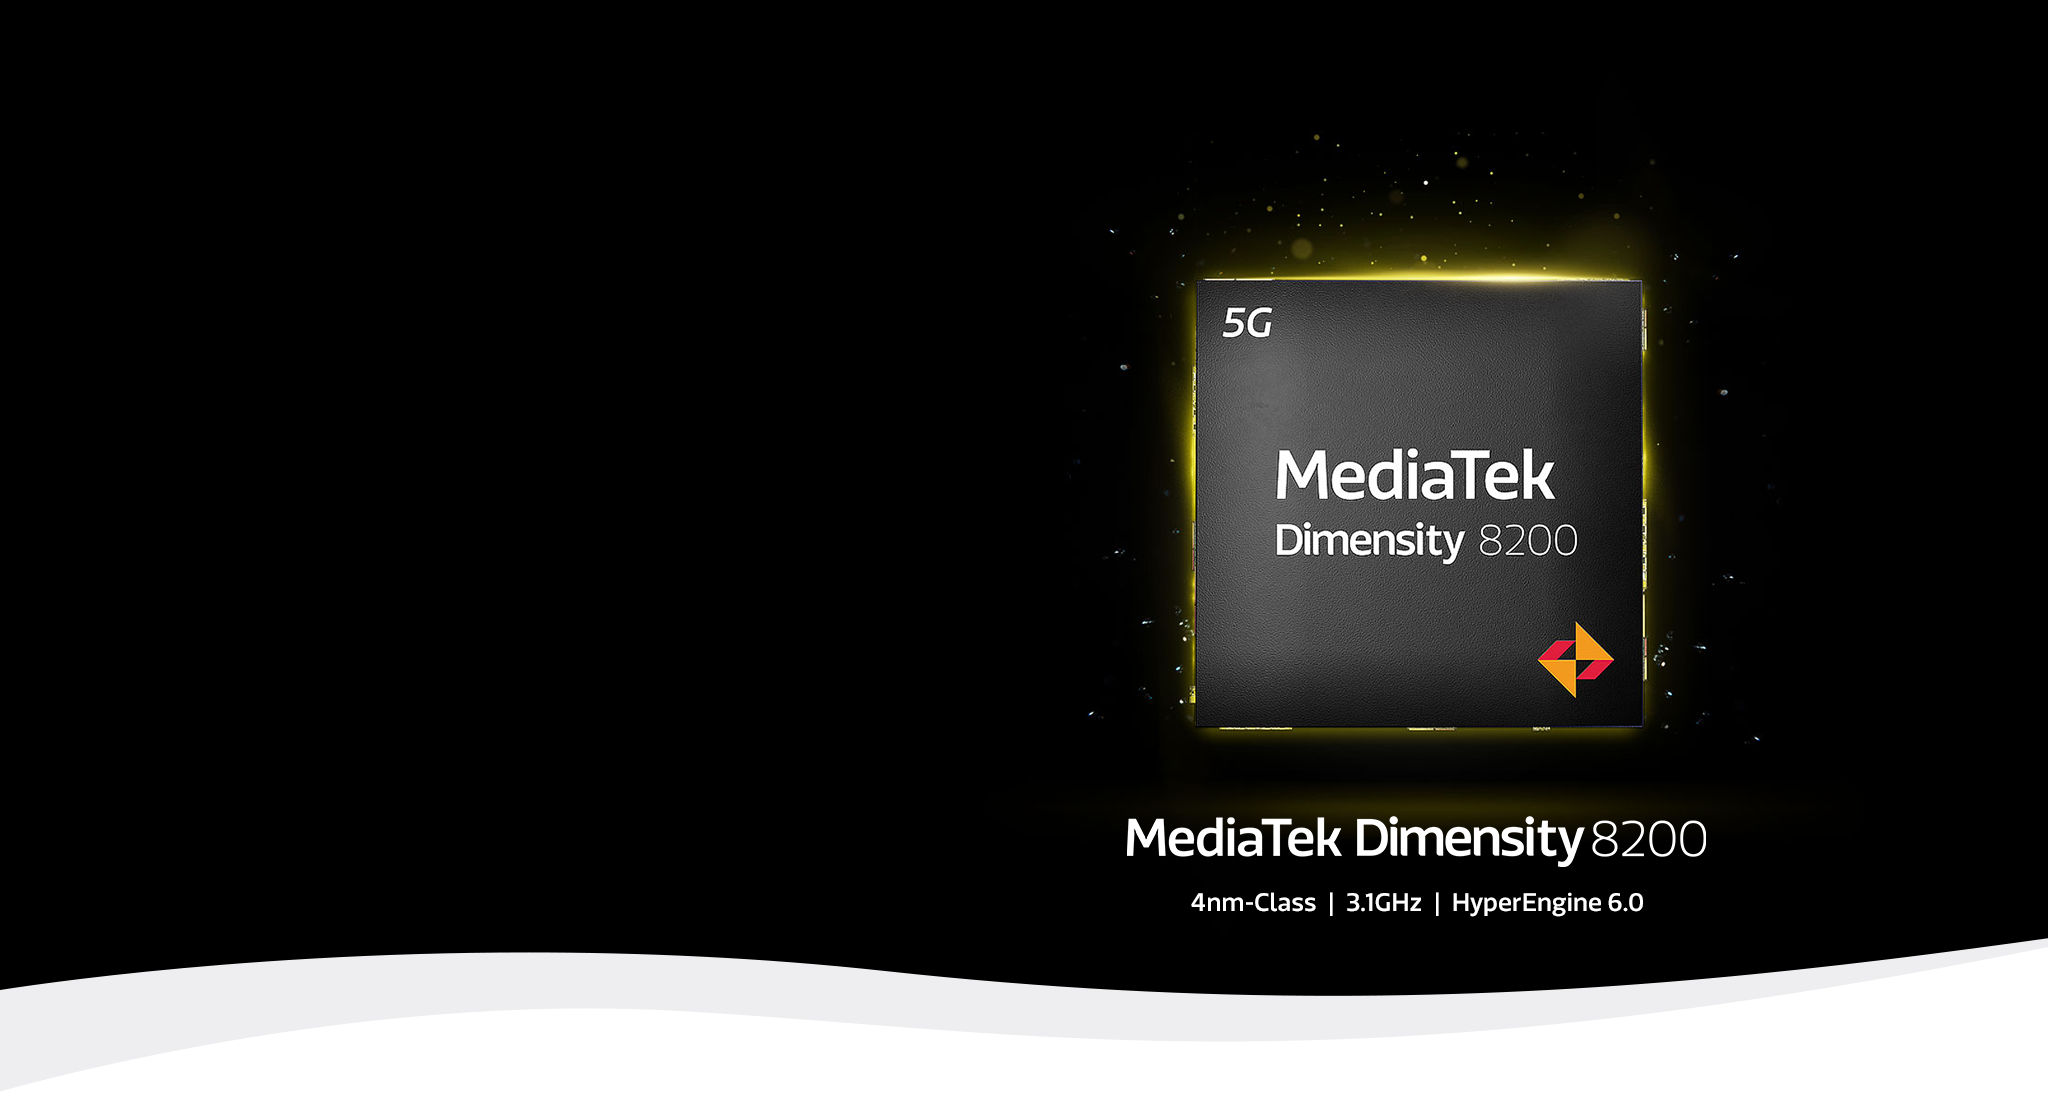 5G
MediaTek
Dimensity 8200
MediaTek Dimensity 8200
4nm-Class | 3.1GHz | HyperEngine 6.0